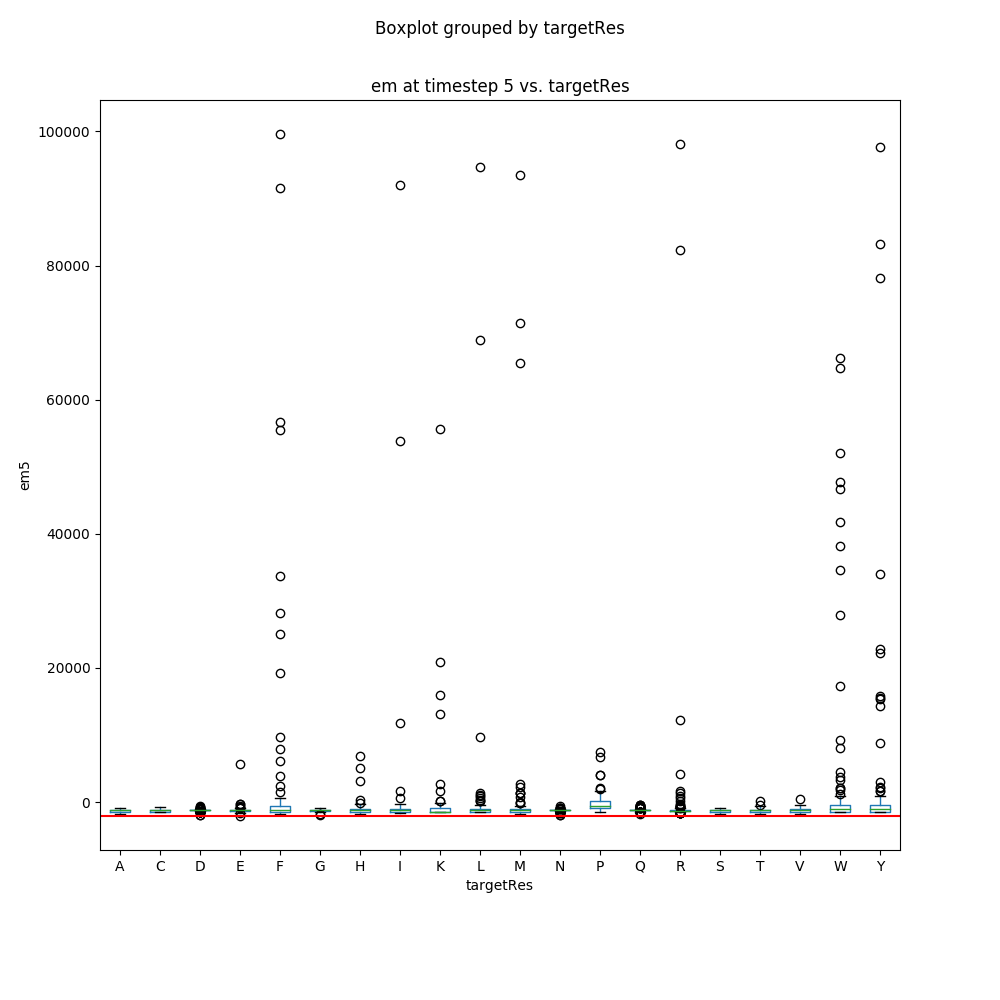 Boxplot grouped by targetRes
em at timestep 5 vs. targetRes
100000
80000
60000
40000
20000
0
em5
A C D E F G H I K L M N P Q R S T V W Y
targetRes